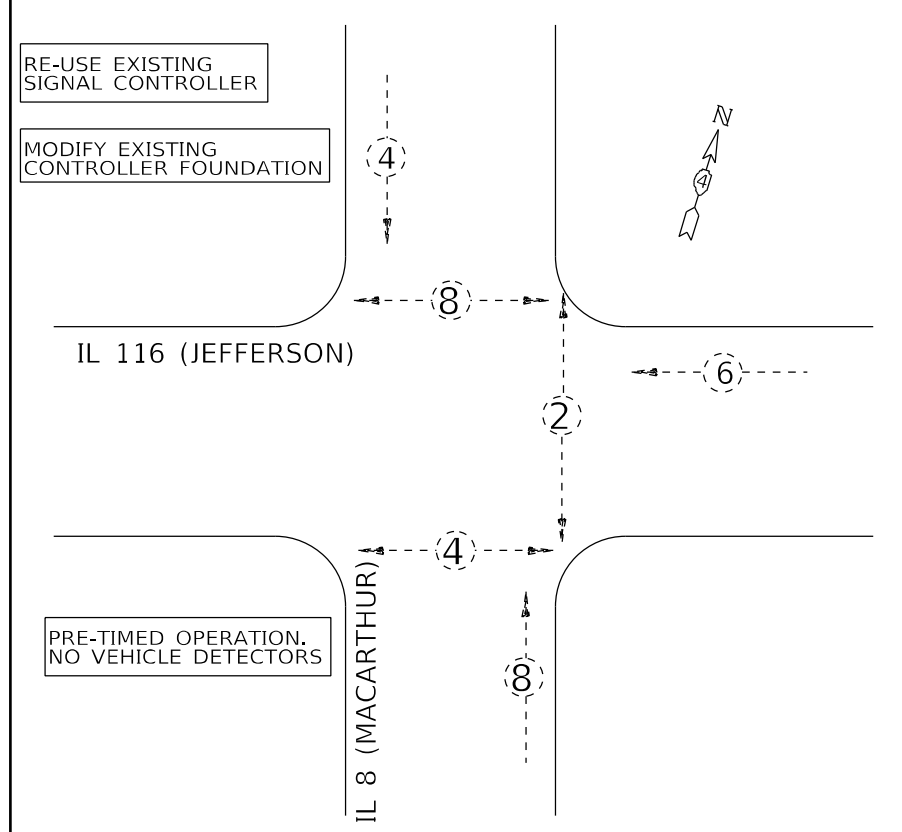 RE-USE EXISTING
SIGNAL CONTROLLER
MODIFY EXISTING
CONTROLLER FOUNDATION
4
N
4
8
IL 116 (JEFFERSON)
6
2
4
PRE-TIMED OPERATION.
NO VEHICLE DETECTORS
IL 8 (MACARTHUR)
8